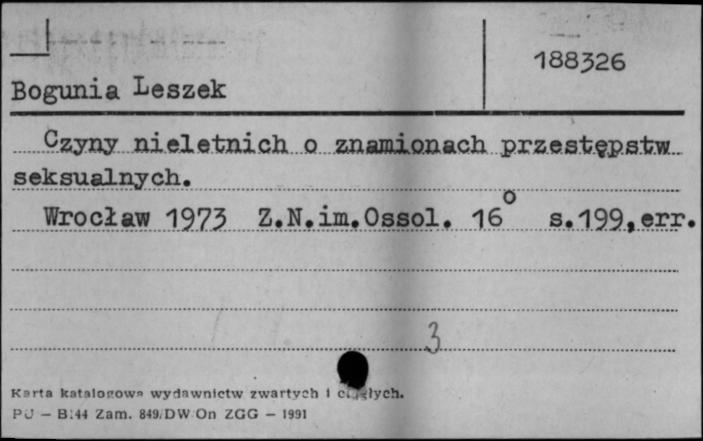 188326
Bogunia Leszek
Czyny nieletnich o znamionach przestępstw
seksualnych.
Wrocław 1973 Z.N.im.Ossol. 16° s.199,err.
3
Karta katalogowa wydawnictw zwartych i ciągłych.
PU – B.44 Zam. 849/DW/On ZGG – 1991